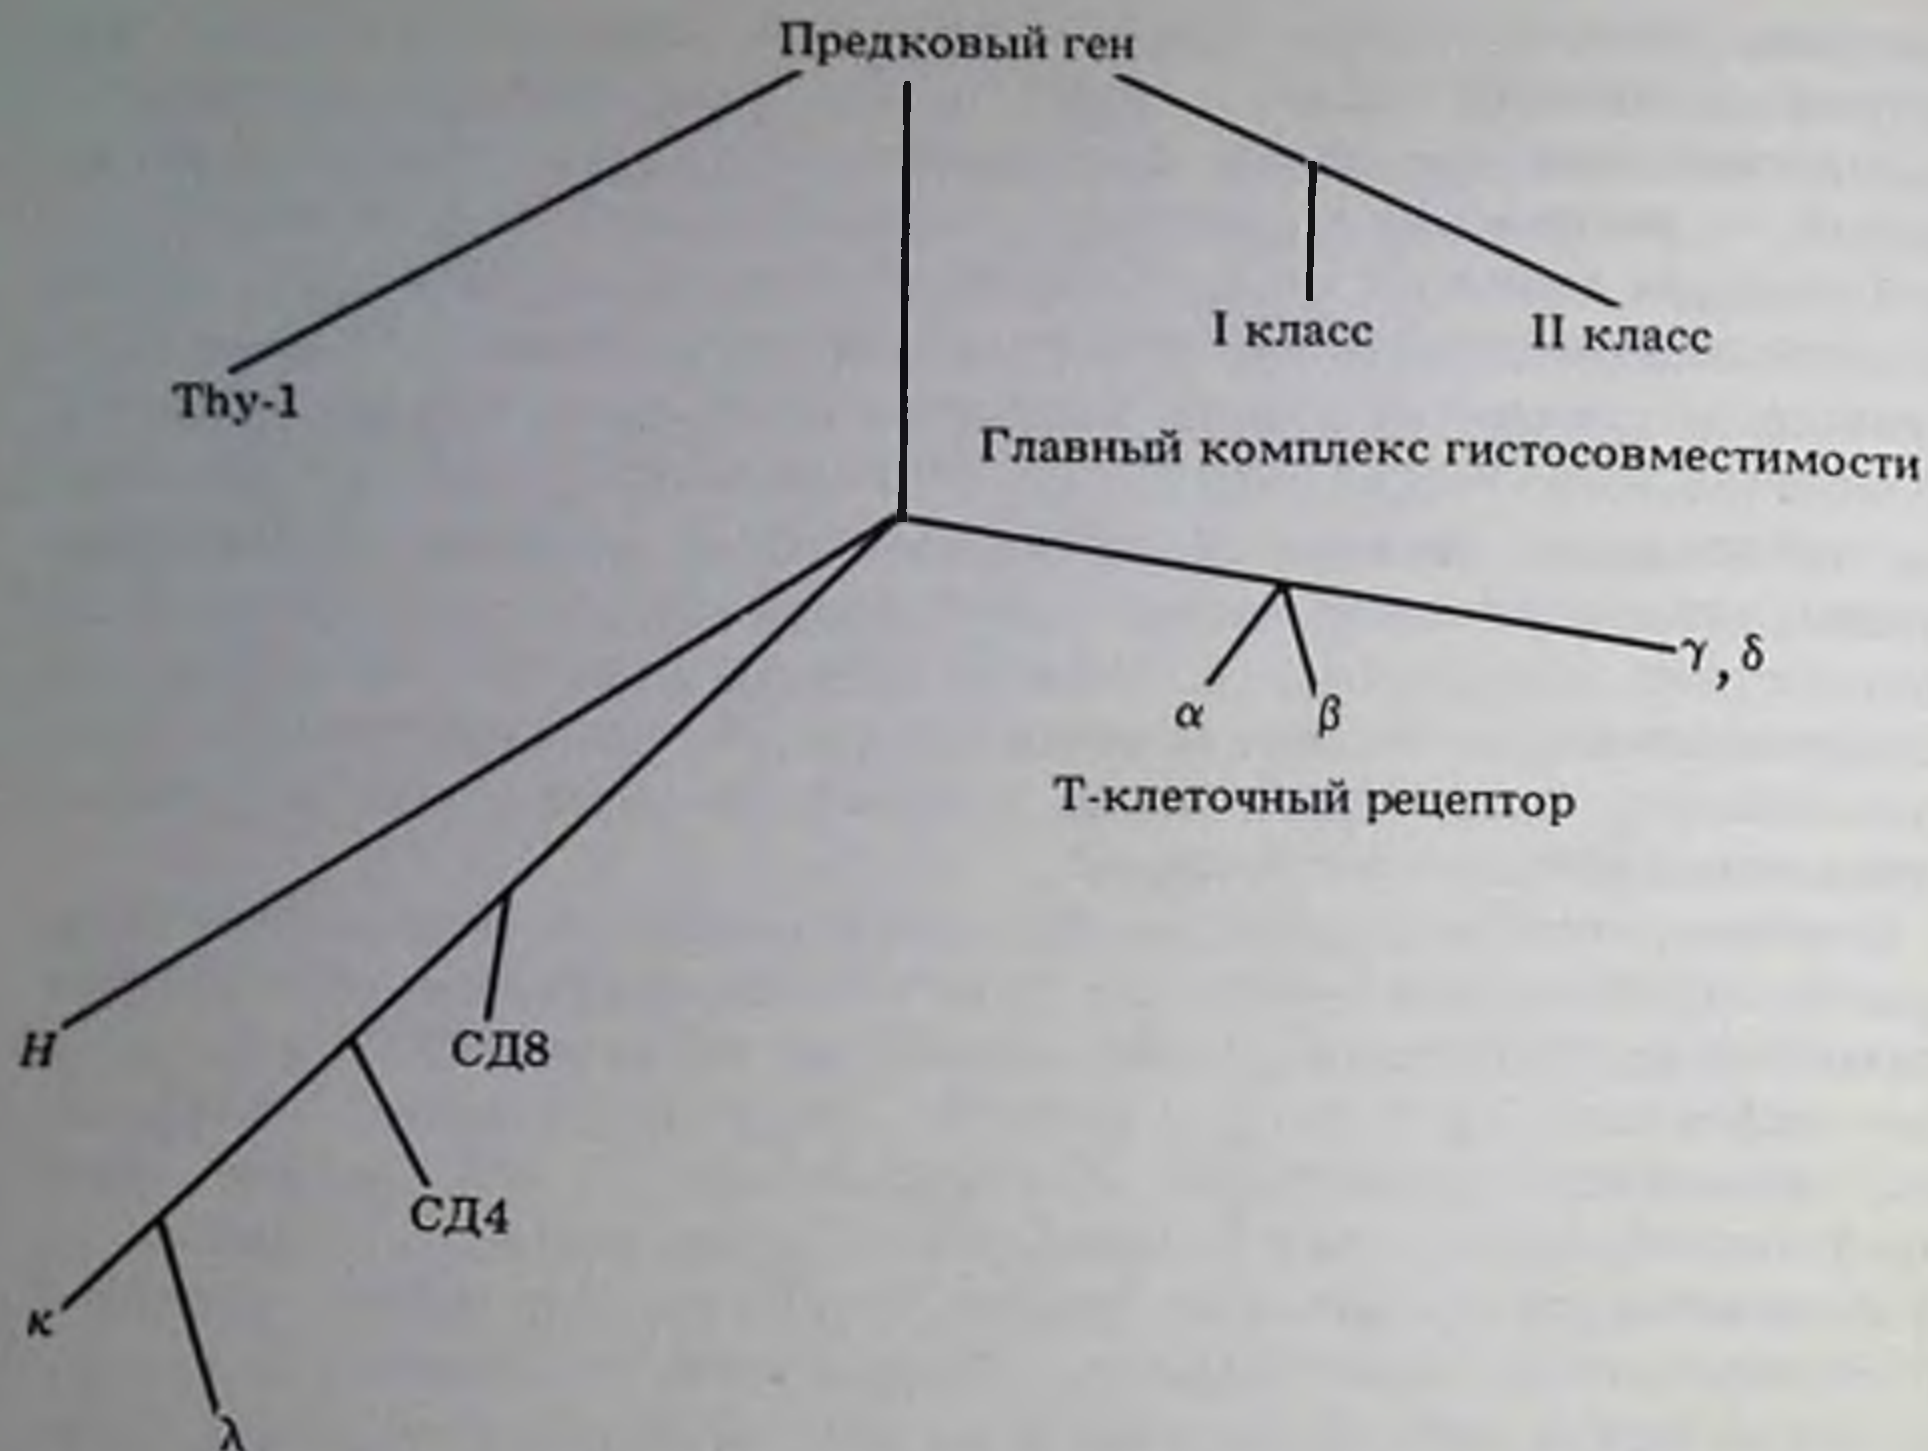 Предковый ген
I класс
II класс
Thy-1
Главный комплекс гистосовместимости
γ, δ
α
β
Т-клеточный рецептор
H
СД8
СД4
κ
λ